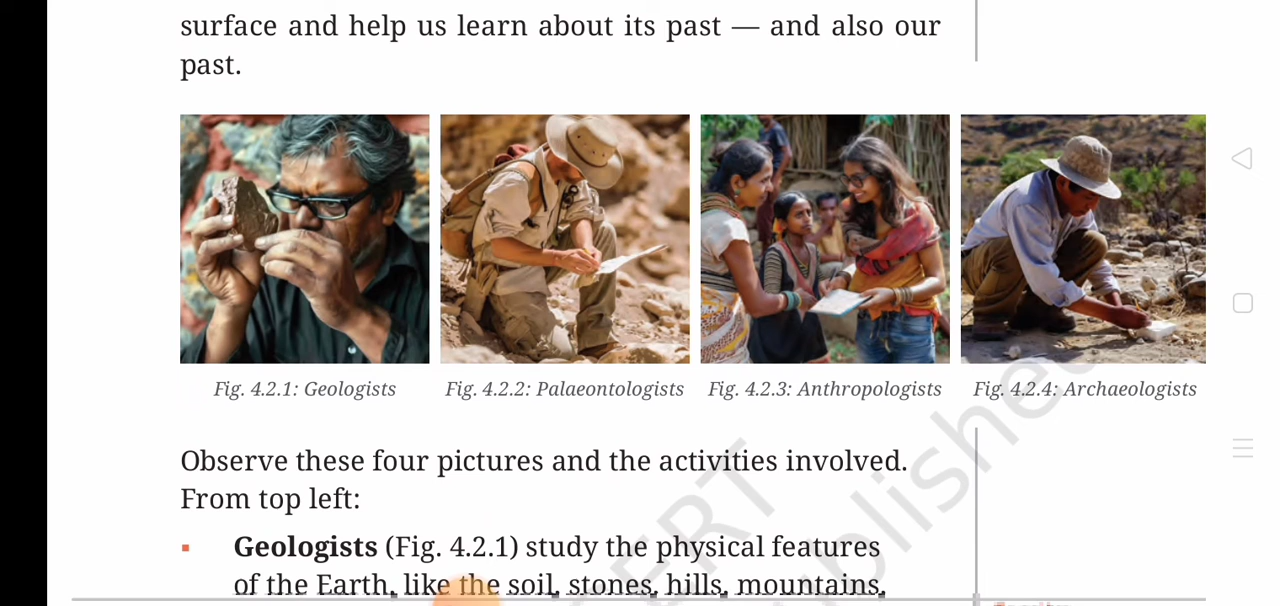 surface and help us learn about its past — and also our
past.
Fig. 4.2.1: Geologists
Fig. 4.2.2: Palaeontologists
Fig. 4.2.3: Anthropologists
Fig. 4.2.4: Archaeologists
Observe these four pictures and the activities involved.
From top left:
▪ Geologists (Fig. 4.2.1) study the physical features
of the Earth, like the soil, stones, hills, mountains,